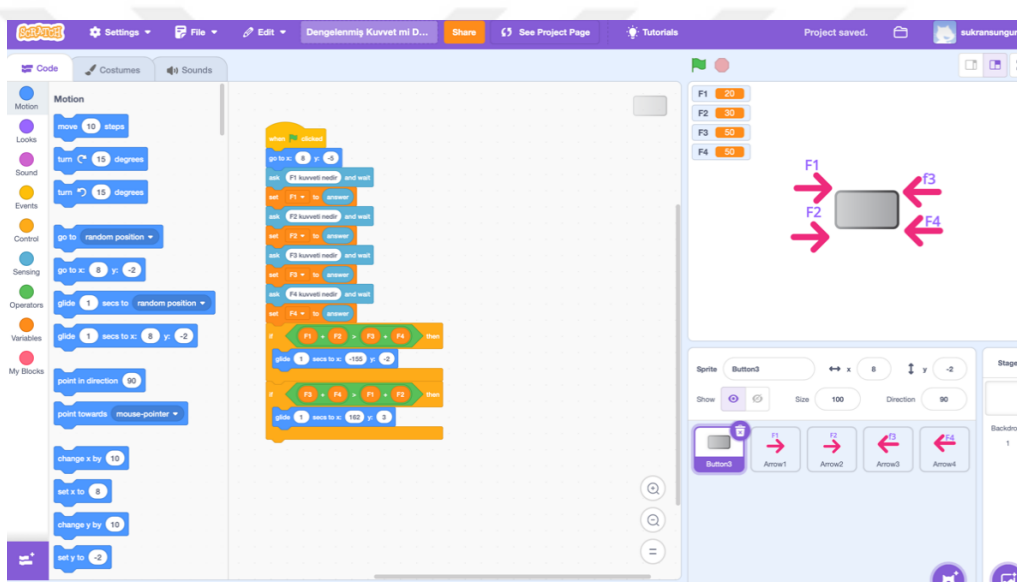 SCRATCH Settings File Edit Dengelenmiş Kuvvet mi D... Share See Project Page Tutorials Project saved. sukransungur
Code Costumes Sounds
Motion
Looks
Sound
Events
Control
Sensing
Operators
Variables
My Blocks
Motion
move 10 steps
turn 15 degrees
turn 15 degrees
go to random position
go to x: 8 y: -2
glide 1 secs to random position
glide 1 secs to x: 8 y: -2
point in direction 90
point towards mouse-pointer
change x by 10
set x to 8
change y by 10
set y to -2
when clicked
go to x: 8 y: -5
ask F1 kuvveti nedir and wait
set F1 to answer
ask F2 kuvveti nedir and wait
set F2 to answer
ask F3 kuvveti nedir and wait
set F3 to answer
ask F4 kuvveti nedir and wait
set F4 to answer
if F1 + F2 > F3 + F4 then
glide 1 secs to x: -155 y: -2
if F3 + F4 > F1 + F2 then
glide 1 secs to x: 162 y: 3
F1 20
F2 30
F3 50
F4 50
F1
f3
F2
F4
Sprite Button3 x 8 y -2
Show Size 100 Direction 90
F1 F2 f3 F4
Button3 Arrow1 Arrow2 Arrow3 Arrow4
Stage
Backdro
1